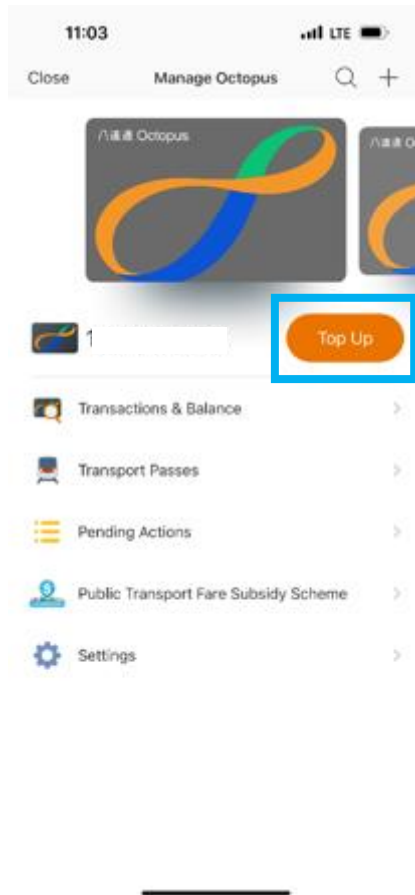 11:03 LTE
Close Manage Octopus
八達通 Octopus
八達通 O
1
Top Up
Transactions & Balance
Transport Passes
Pending Actions
Public Transport Fare Subsidy Scheme
Settings